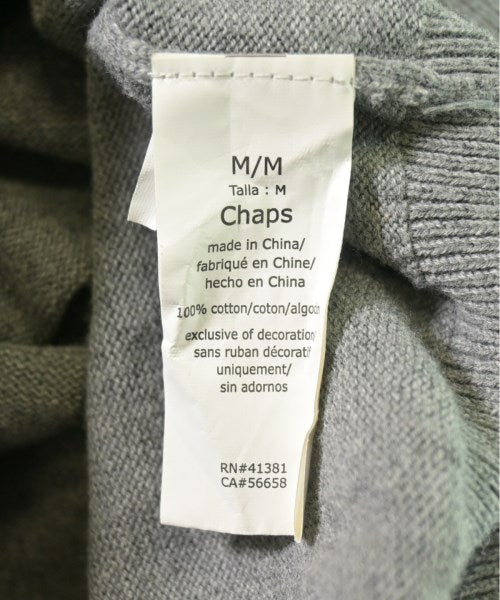 M/M
Talla : M
Chaps
made in China/
fabriqué en Chine/
hecho en China
100% cotton/coton/algod
exclusive of decoration
sans ruban décoratif
uniquement/
sin adornos
RN#41381
CA#56658